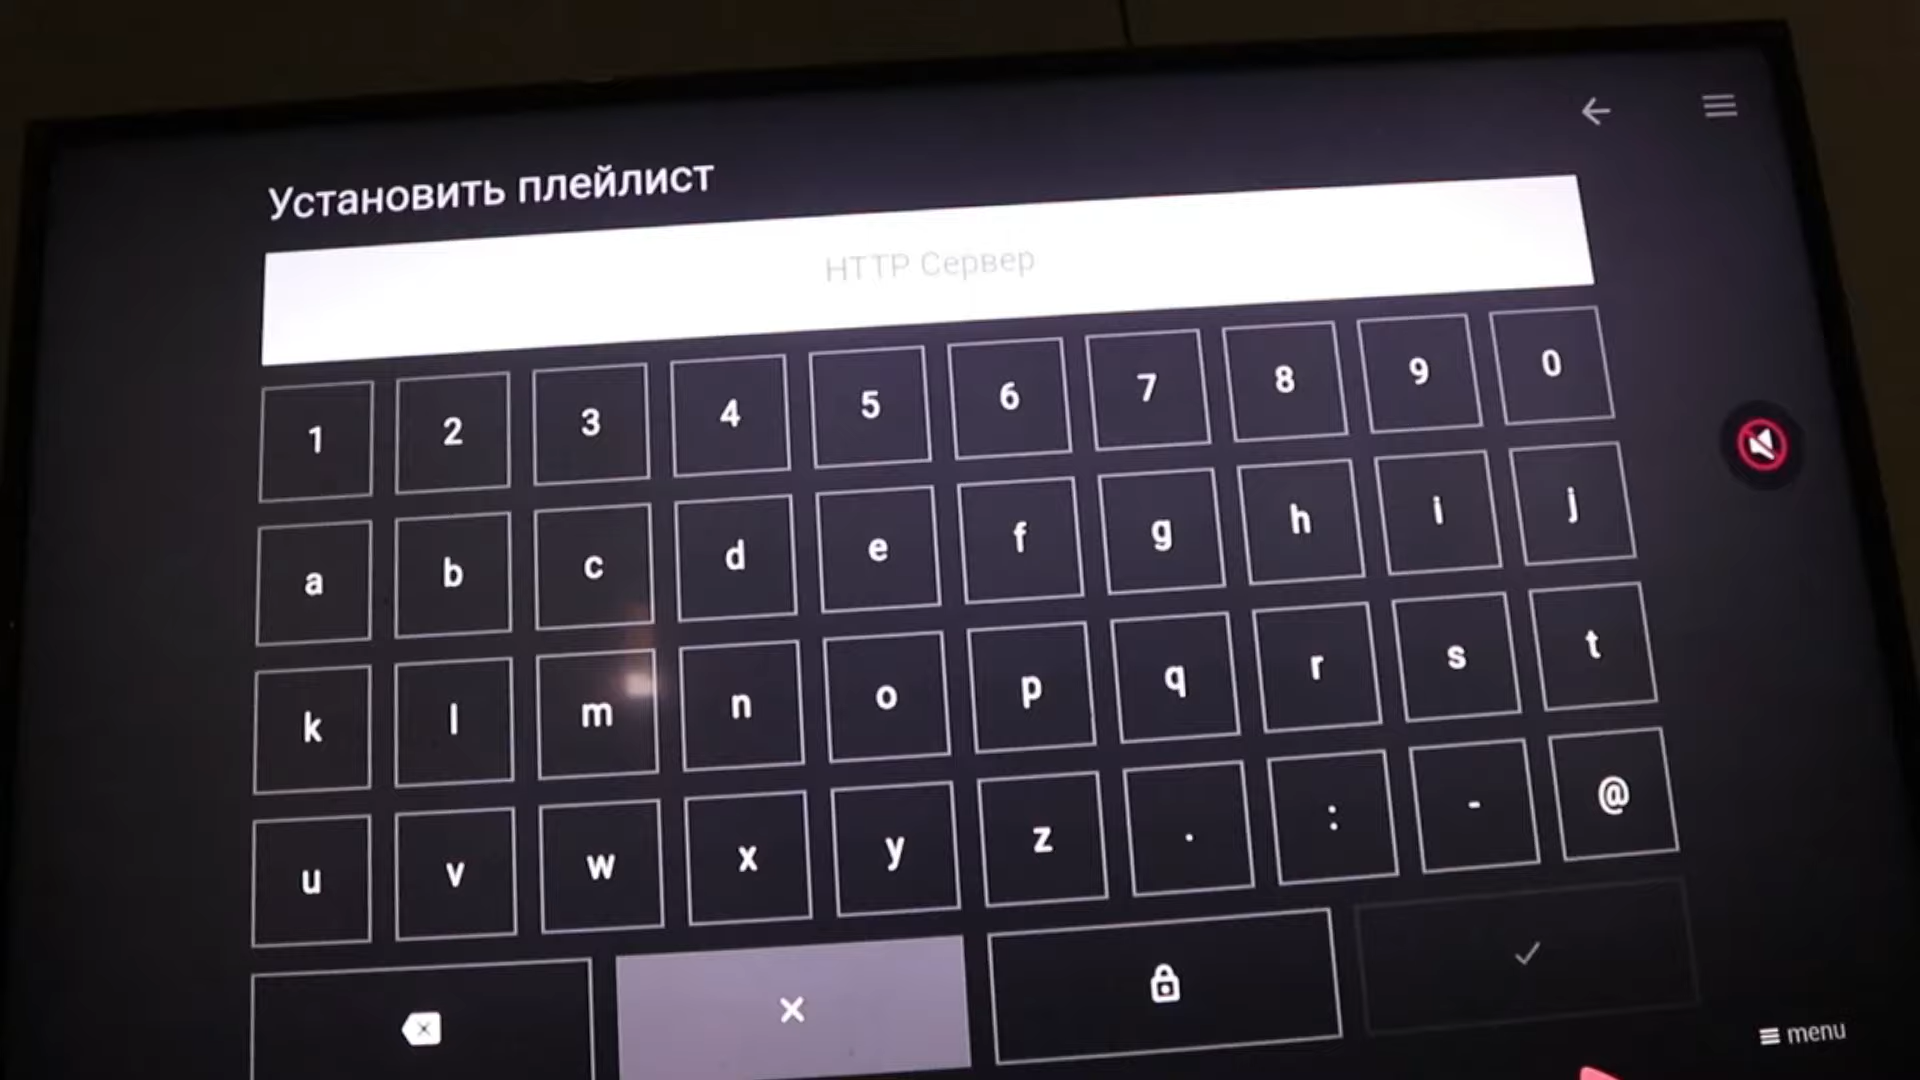 Установить плейлист
HTTP Сервер
1 2 3 4 5 6 7 8 9 0
a b c d e f g h i j
k l m n o p q r s t
u v w x y z . : - @
menu